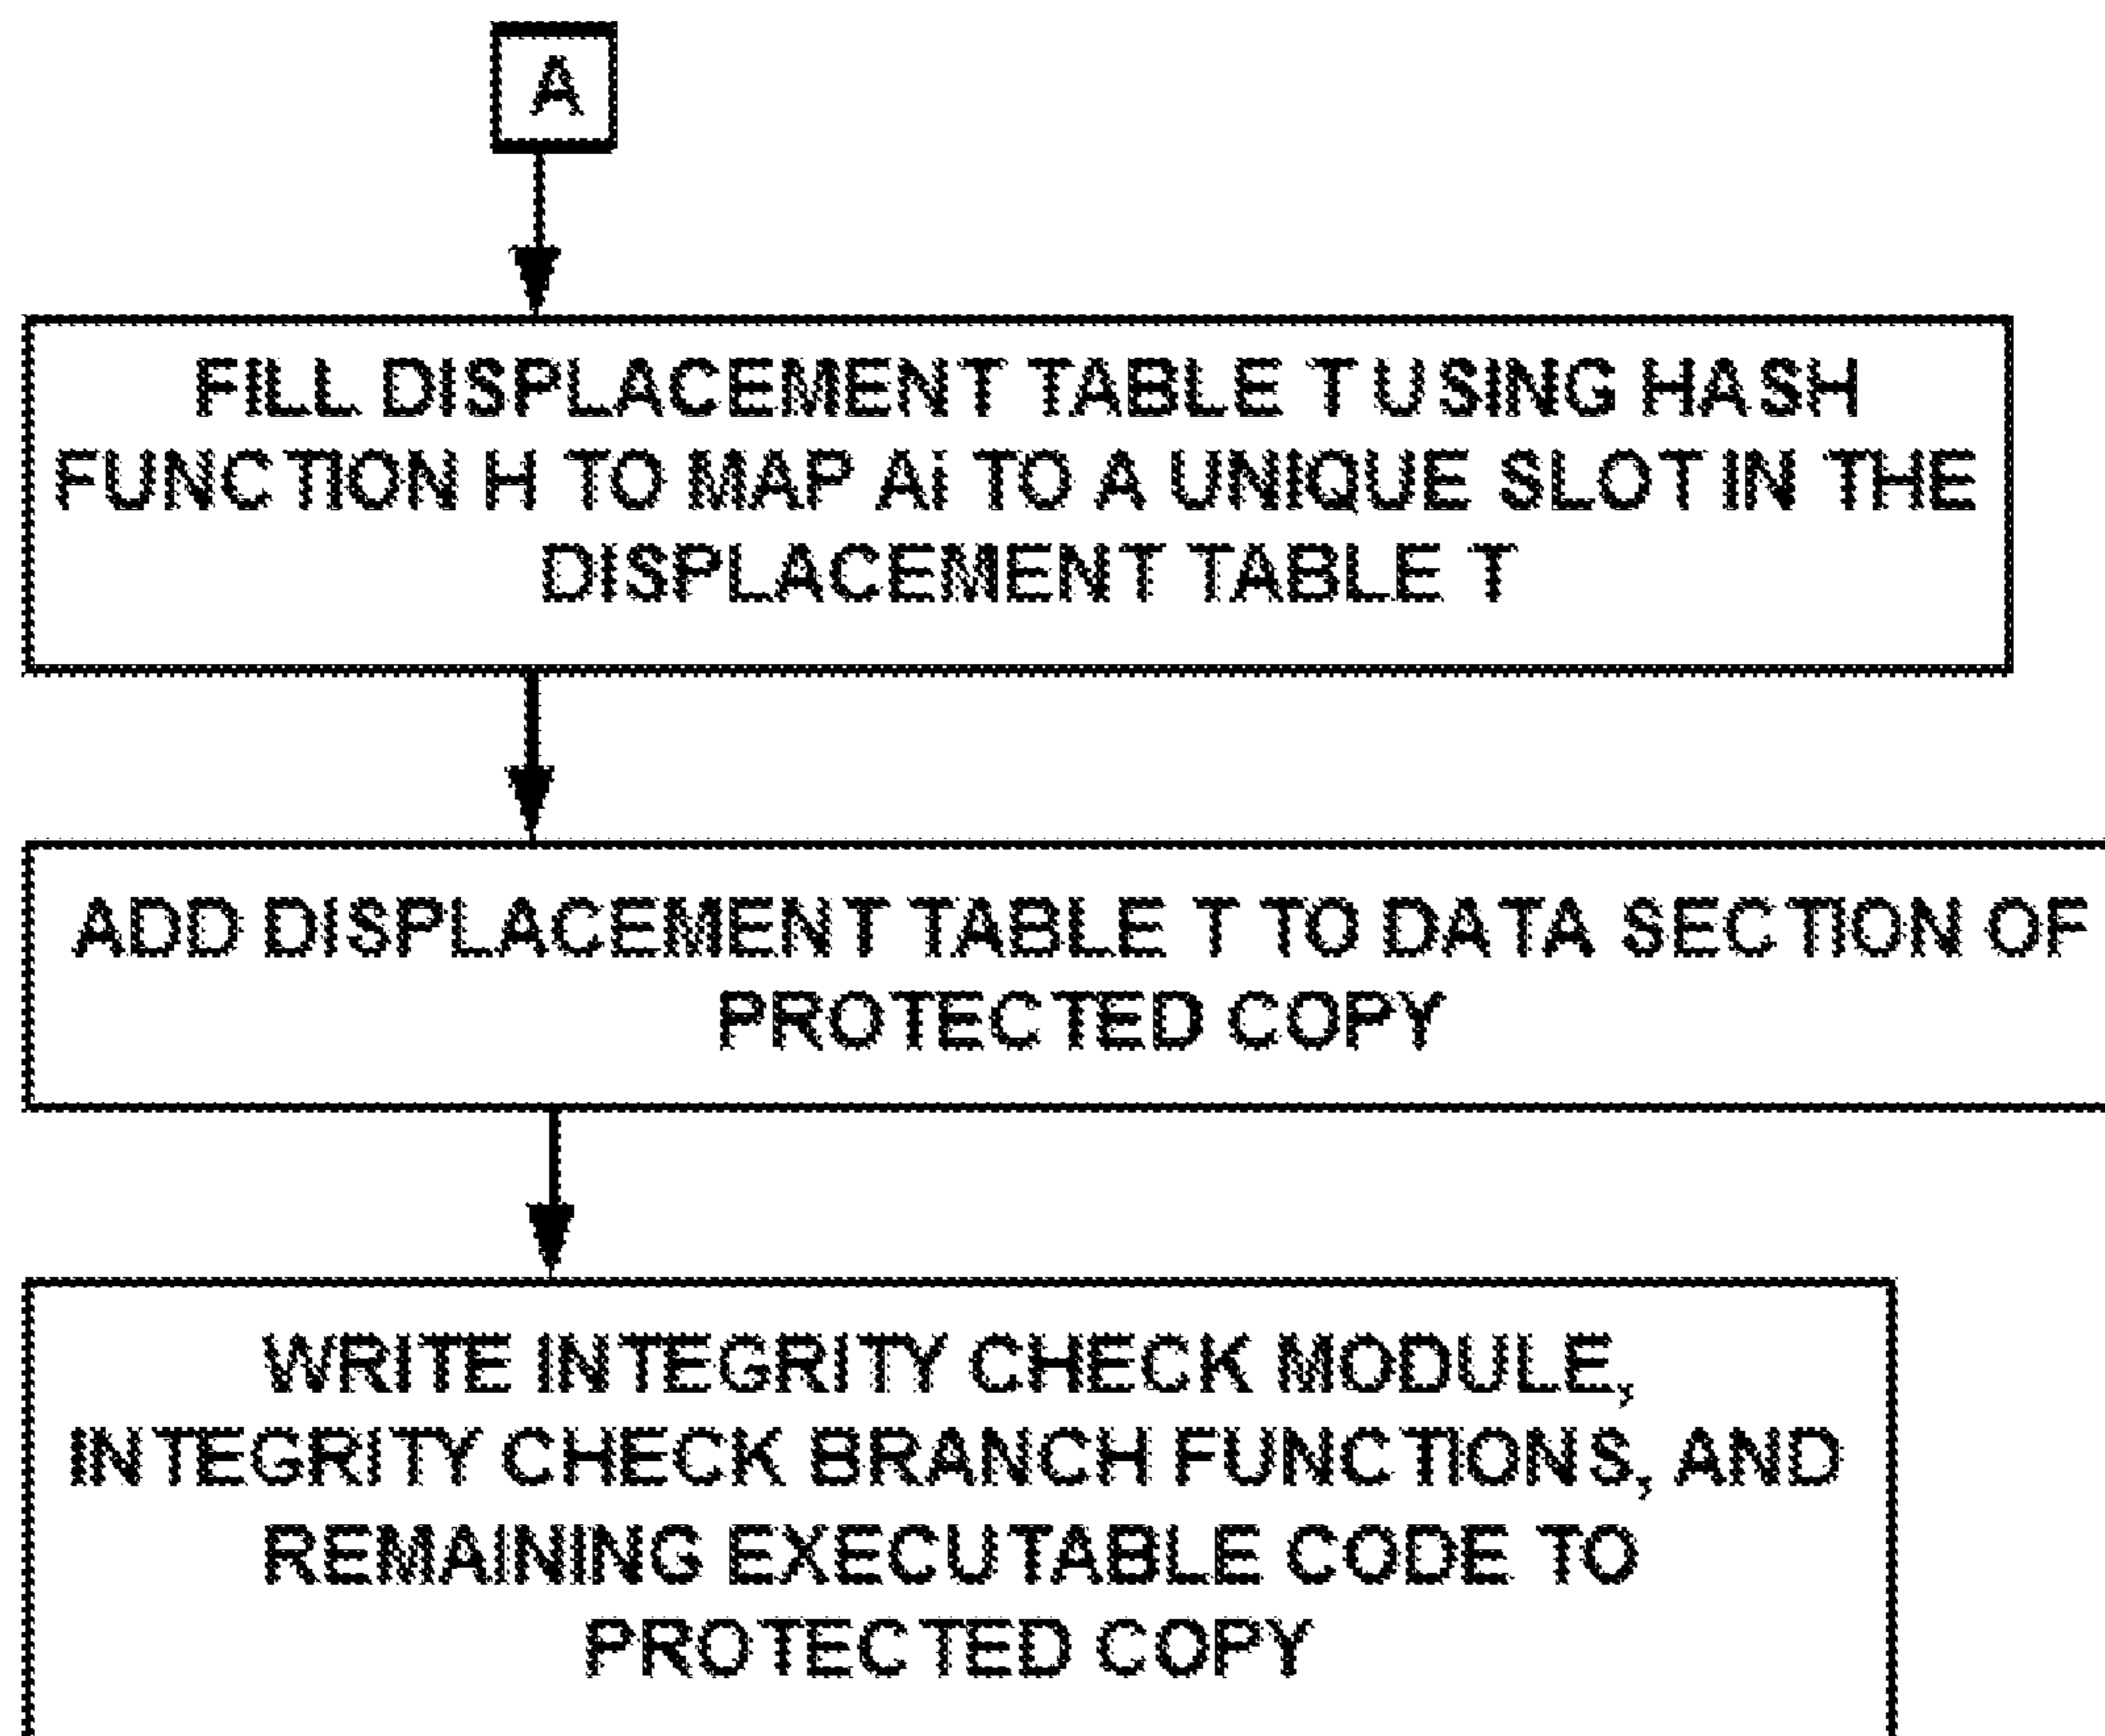 A
FILL DISPLACEMENT TABLE T USING HASH
FUNCTION H TO MAP Ai TO A UNIQUE SLOT IN THE
DISPLACEMENT TABLE T
ADD DISPLACEMENT TABLE T TO DATA SECTION OF
PROTECTED COPY
WRITE INTEGRITY CHECK MODULE,
INTEGRITY CHECK BRANCH FUNCTIONS, AND
REMAINING EXECUTABLE CODE TO
PROTECTED COPY